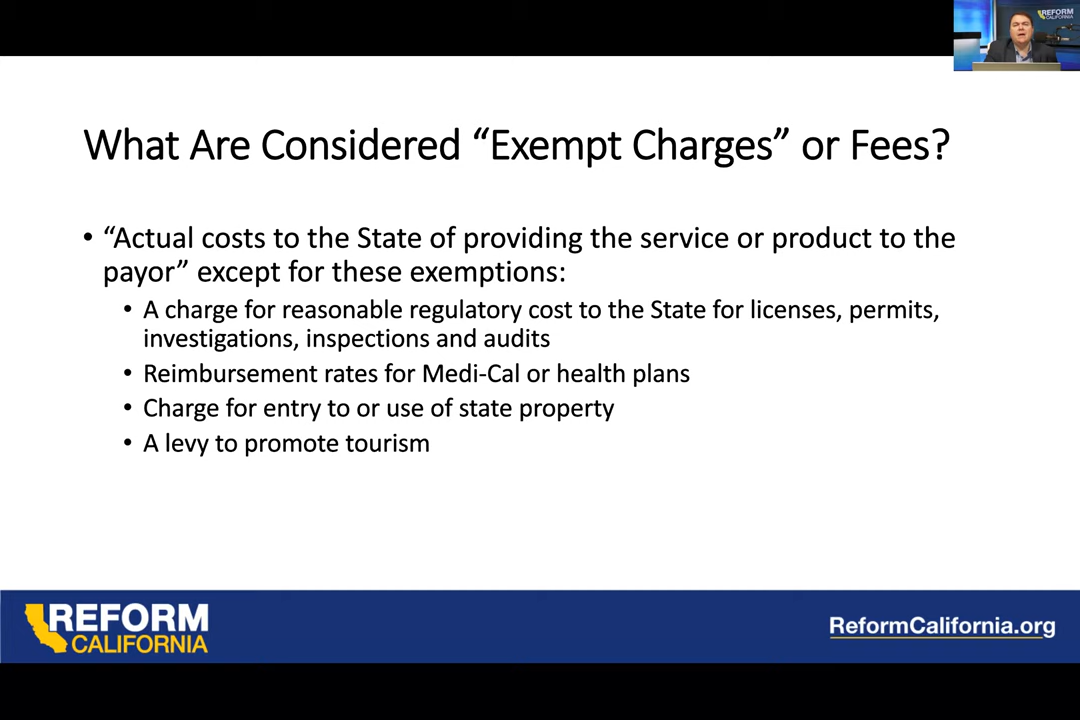 REFORM
CALIFORNIA
What Are Considered “Exempt Charges” or Fees?
• “Actual costs to the State of providing the service or product to the
payor” except for these exemptions:
• A charge for reasonable regulatory cost to the State for licenses, permits,
investigations, inspections and audits
• Reimbursement rates for Medi-Cal or health plans
• Charge for entry to or use of state property
• A levy to promote tourism
REFORM
CALIFORNIA
ReformCalifornia.org